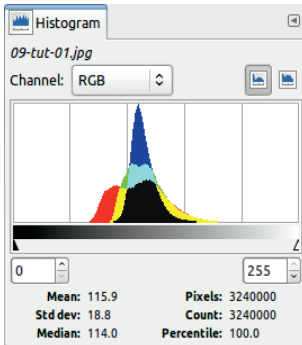 Histogram
09-tut-01.jpg
Channel: RGB
0 255
Mean: 115.9 Pixels: 3240000
Std dev: 18.8 Count: 3240000
Median: 114.0 Percentile: 100.0